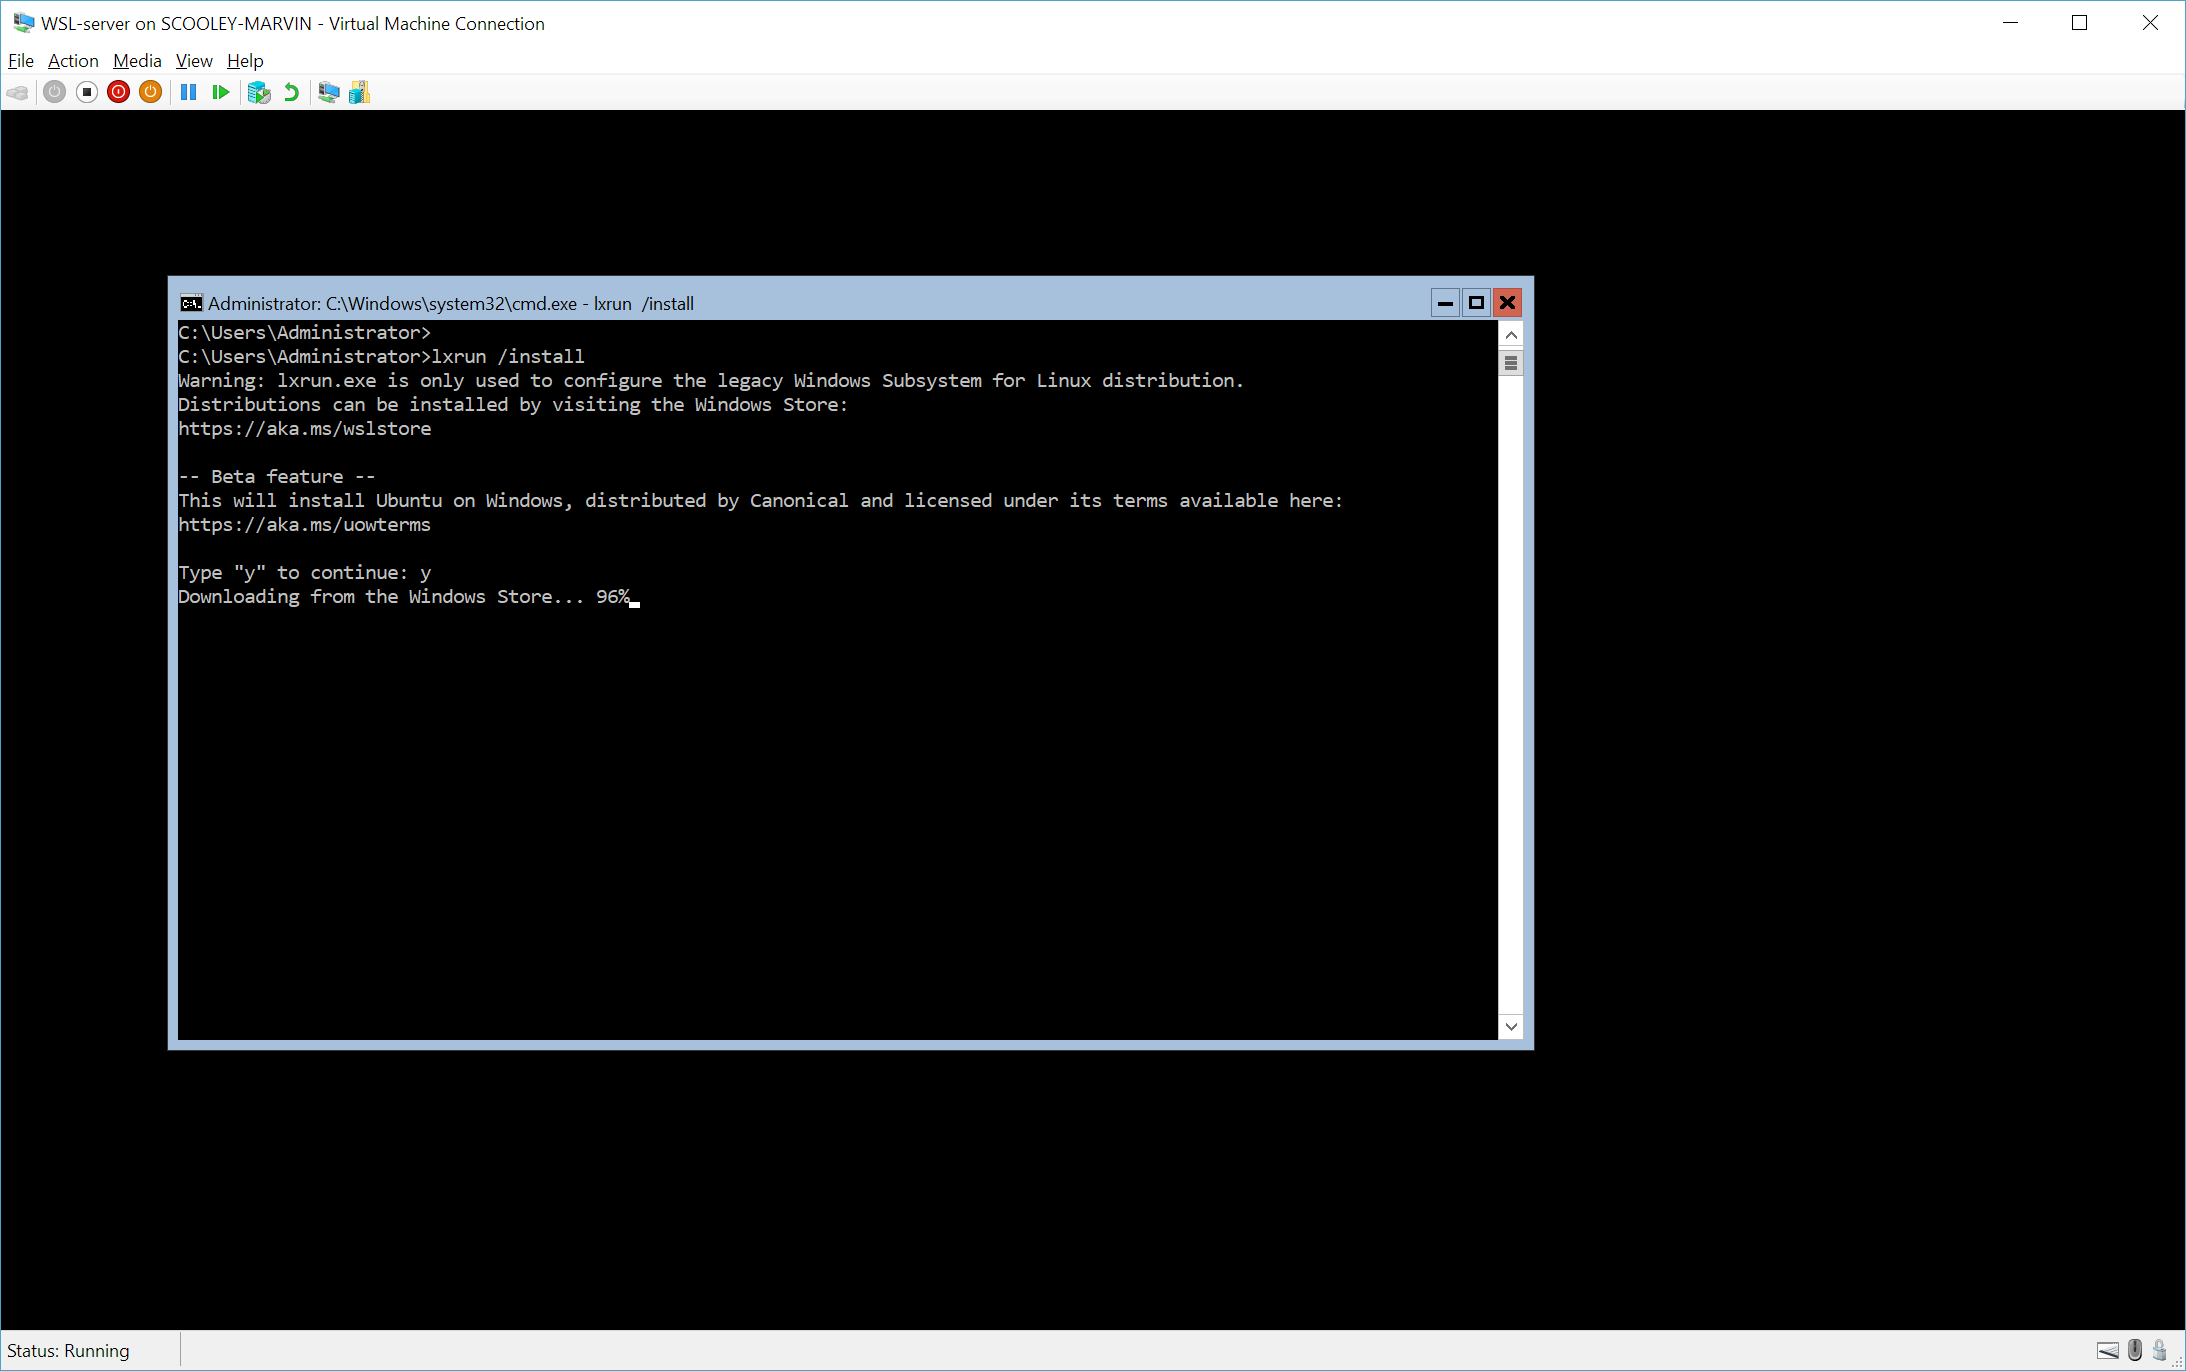 WSL-server on SCOOLEY-MARVIN - Virtual Machine Connection
File Action Media View Help
Administrator: C:\Windows\system32\cmd.exe - lxrun  /install
C:\Users\Administrator>
C:\Users\Administrator>lxrun /install
Warning: lxrun.exe is only used to configure the legacy Windows Subsystem for Linux distribution.
Distributions can be installed by visiting the Windows Store:
https://aka.ms/wslstore
-- Beta feature --
This will install Ubuntu on Windows, distributed by Canonical and licensed under its terms available here:
https://aka.ms/uowterms
Type "y" to continue: y
Downloading from the Windows Store... 96%
Status: Running